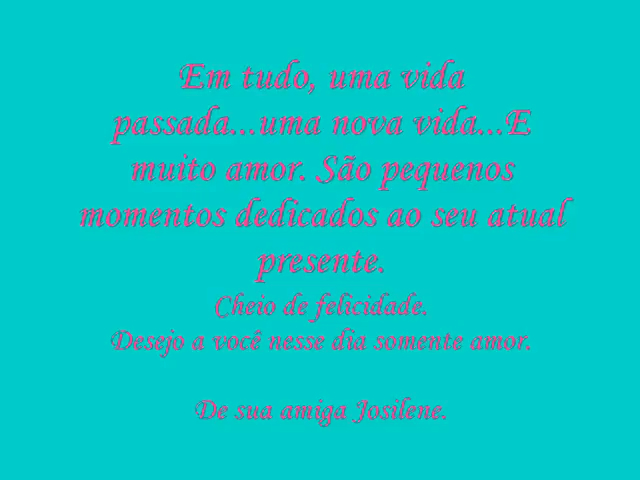 Em tudo, uma vida
passada...uma nova vida...E
muito amor. São pequenos
momentos dedicados ao seu atual
presente.
Cheio de felicidade.
Desejo a você nesse dia somente amor.
De sua amiga Josilene.